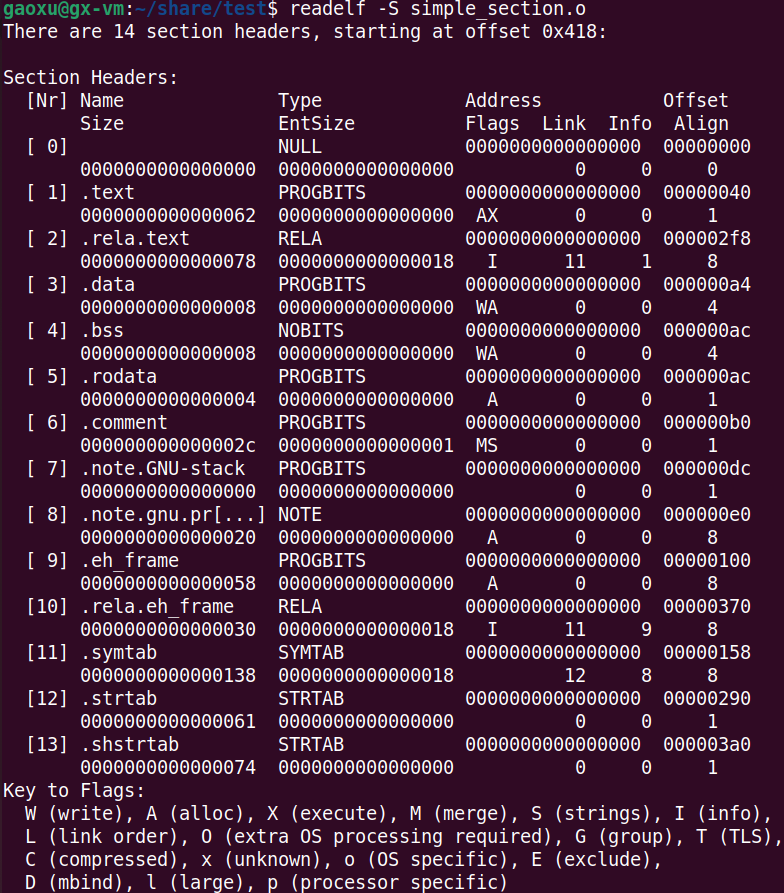 gaoxu@gx-vm:~/share/test$ readelf -S simple_section.o
There are 14 section headers, starting at offset 0x418:

Section Headers:
  [Nr] Name              Type             Address           Offset
       Size              EntSize          Flags  Link  Info  Align
  [ 0]                   NULL             0000000000000000  00000000
       0000000000000000  0000000000000000           0     0     0
  [ 1] .text             PROGBITS         0000000000000000  00000040
       0000000000000062  0000000000000000  AX       0     0     1
  [ 2] .rela.text        RELA             0000000000000000  000002f8
       0000000000000078  0000000000000018   I      11     1     8
  [ 3] .data             PROGBITS         0000000000000000  000000a4
       0000000000000008  0000000000000000  WA       0     0     4
  [ 4] .bss              NOBITS           0000000000000000  000000ac
       0000000000000008  0000000000000000  WA       0     0     4
  [ 5] .rodata           PROGBITS         0000000000000000  000000ac
       0000000000000004  0000000000000000   A       0     0     1
  [ 6] .comment          PROGBITS         0000000000000000  000000b0
       000000000000002c  0000000000000001  MS       0     0     1
  [ 7] .note.GNU-stack   PROGBITS         0000000000000000  000000dc
       0000000000000000  0000000000000000           0     0     1
  [ 8] .note.gnu.pr[...] NOTE             0000000000000000  000000e0
       0000000000000020  0000000000000000   A       0     0     8
  [ 9] .eh_frame         PROGBITS         0000000000000000  00000100
       0000000000000058  0000000000000000   A       0     0     8
  [10] .rela.eh_frame    RELA             0000000000000000  00000370
       0000000000000030  0000000000000018   I      11     9     8
  [11] .symtab           SYMTAB           0000000000000000  00000158
       0000000000000138  0000000000000018          12     8     8
  [12] .strtab           STRTAB           0000000000000000  00000290
       0000000000000061  0000000000000000           0     0     1
  [13] .shstrtab         STRTAB           0000000000000000  000003a0
       0000000000000074  0000000000000000           0     0     1
Key to Flags:
  W (write), A (alloc), X (execute), M (merge), S (strings), I (info),
  L (link order), O (extra OS processing required), G (group), T (TLS),
  C (compressed), x (unknown), o (OS specific), E (exclude),
  D (mbind), l (large), p (processor specific)